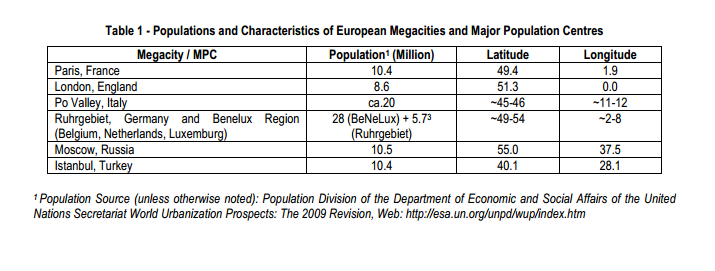 Table 1 - Populations and Characteristics of European Megacities and Major Population Centres
Megacity / MPC Population¹ (Million) Latitude Longitude
Paris, France 10.4 49.4 1.9
London, England 8.6 51.3 0.0
Po Valley, Italy ca.20 ~45-46 ~11-12
Ruhrgebiet, Germany and Benelux Region 28 (BeNeLux) + 5.7³ ~49-54 ~2-8
(Belgium, Netherlands, Luxemburg) (Ruhrgebiet)
Moscow, Russia 10.5 55.0 37.5
Istanbul, Turkey 10.4 40.1 28.1
¹ Population Source (unless otherwise noted): Population Division of the Department of Economic and Social Affairs of the United
Nations Secretariat World Urbanization Prospects: The 2009 Revision, Web: http://esa.un.org/unpd/wup/index.htm